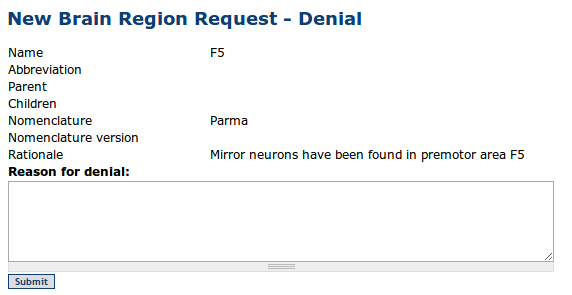 New Brain Region Request - Denial
Name F5
Abbreviation
Parent
Children
Nomenclature Parma
Nomenclature version
Rationale Mirror neurons have been found in premotor area F5
Reason for denial:
Submit